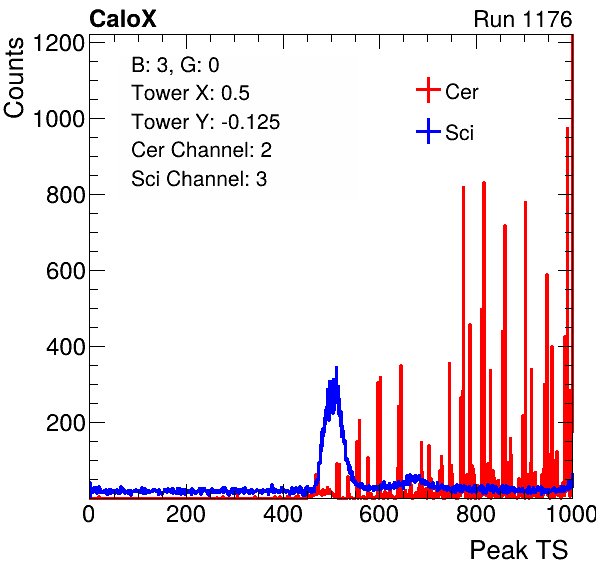 CaloX Run 1176
Counts
1200
1000
800
600
400
200
B: 3, G: 0
Tower X: 0.5
Tower Y: -0.125
Cer Channel: 2
Sci Channel: 3
Cer
Sci
0 200 400 600 800 1000
Peak TS